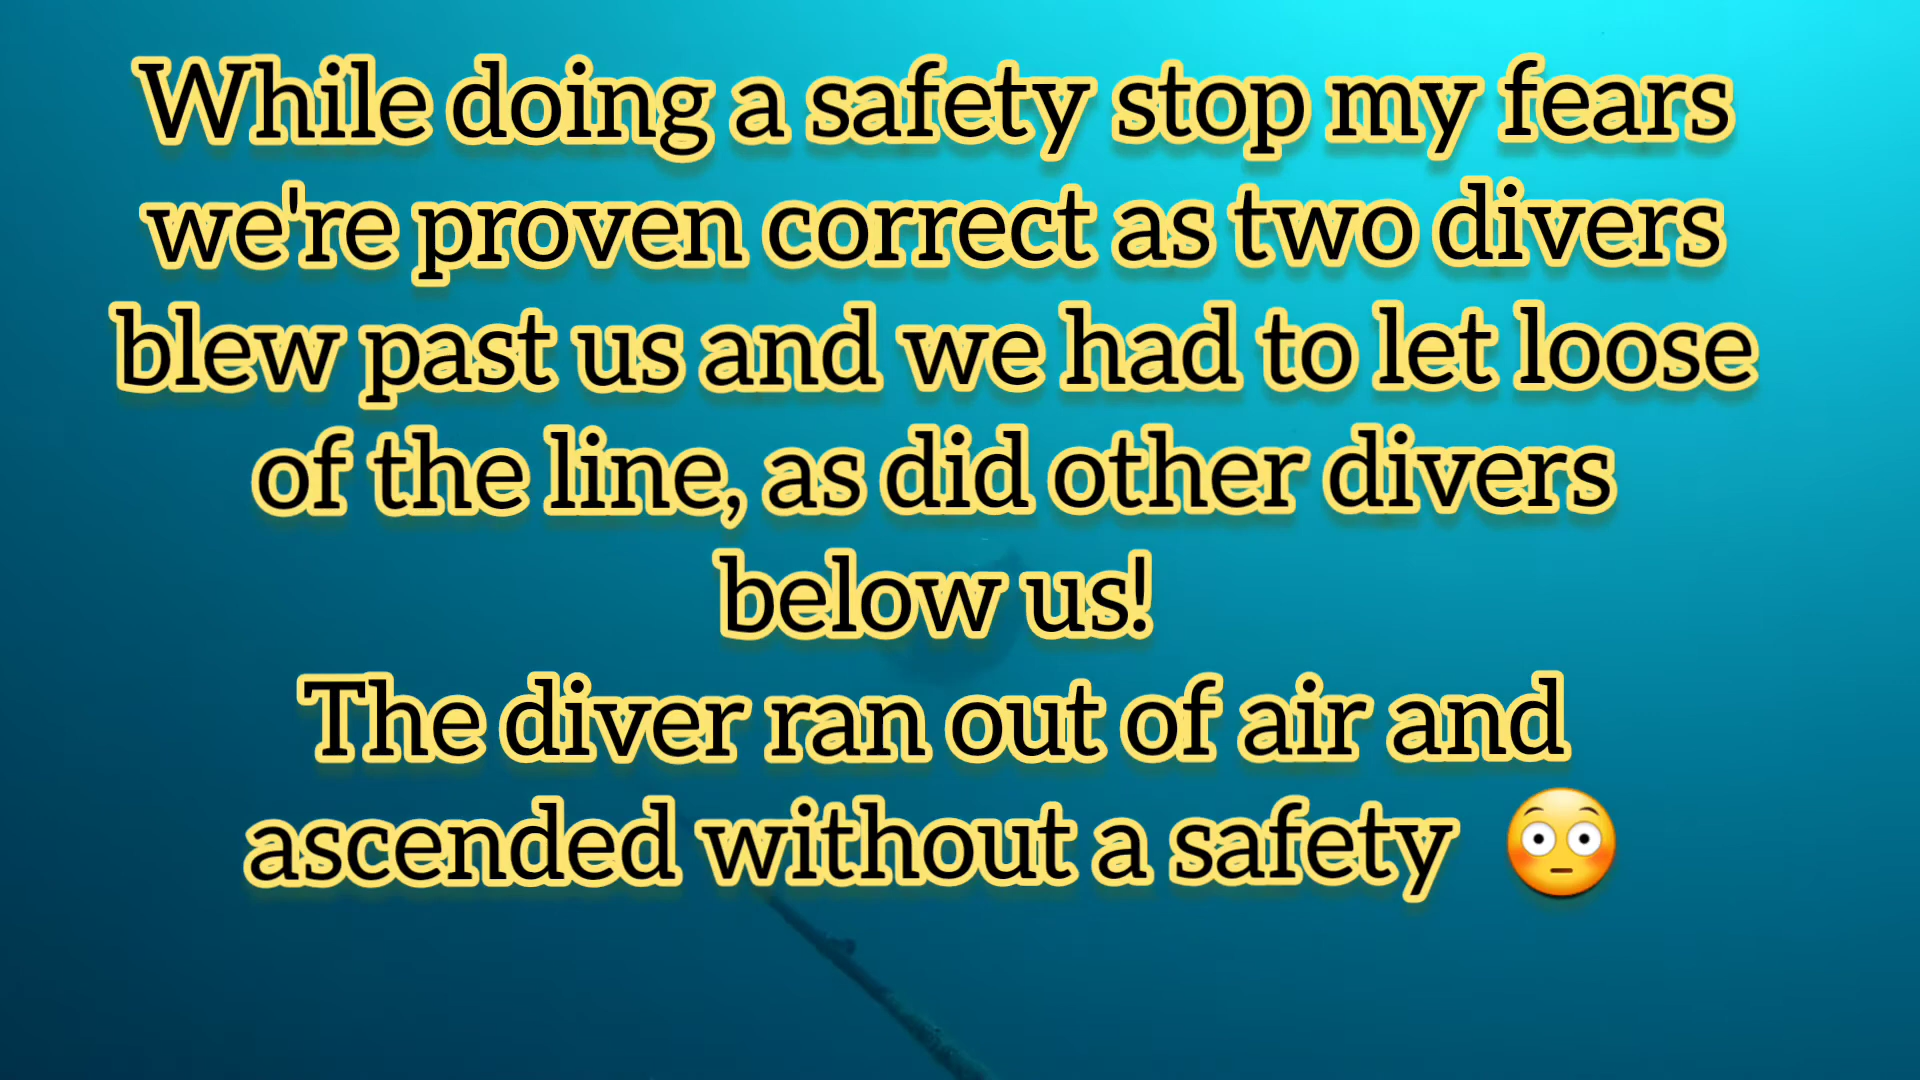 While doing a safety stop my fears
we're proven correct as two divers
blew past us and we had to let loose
of the line, as did other divers
below us!
The diver ran out of air and
ascended without a safety 😳